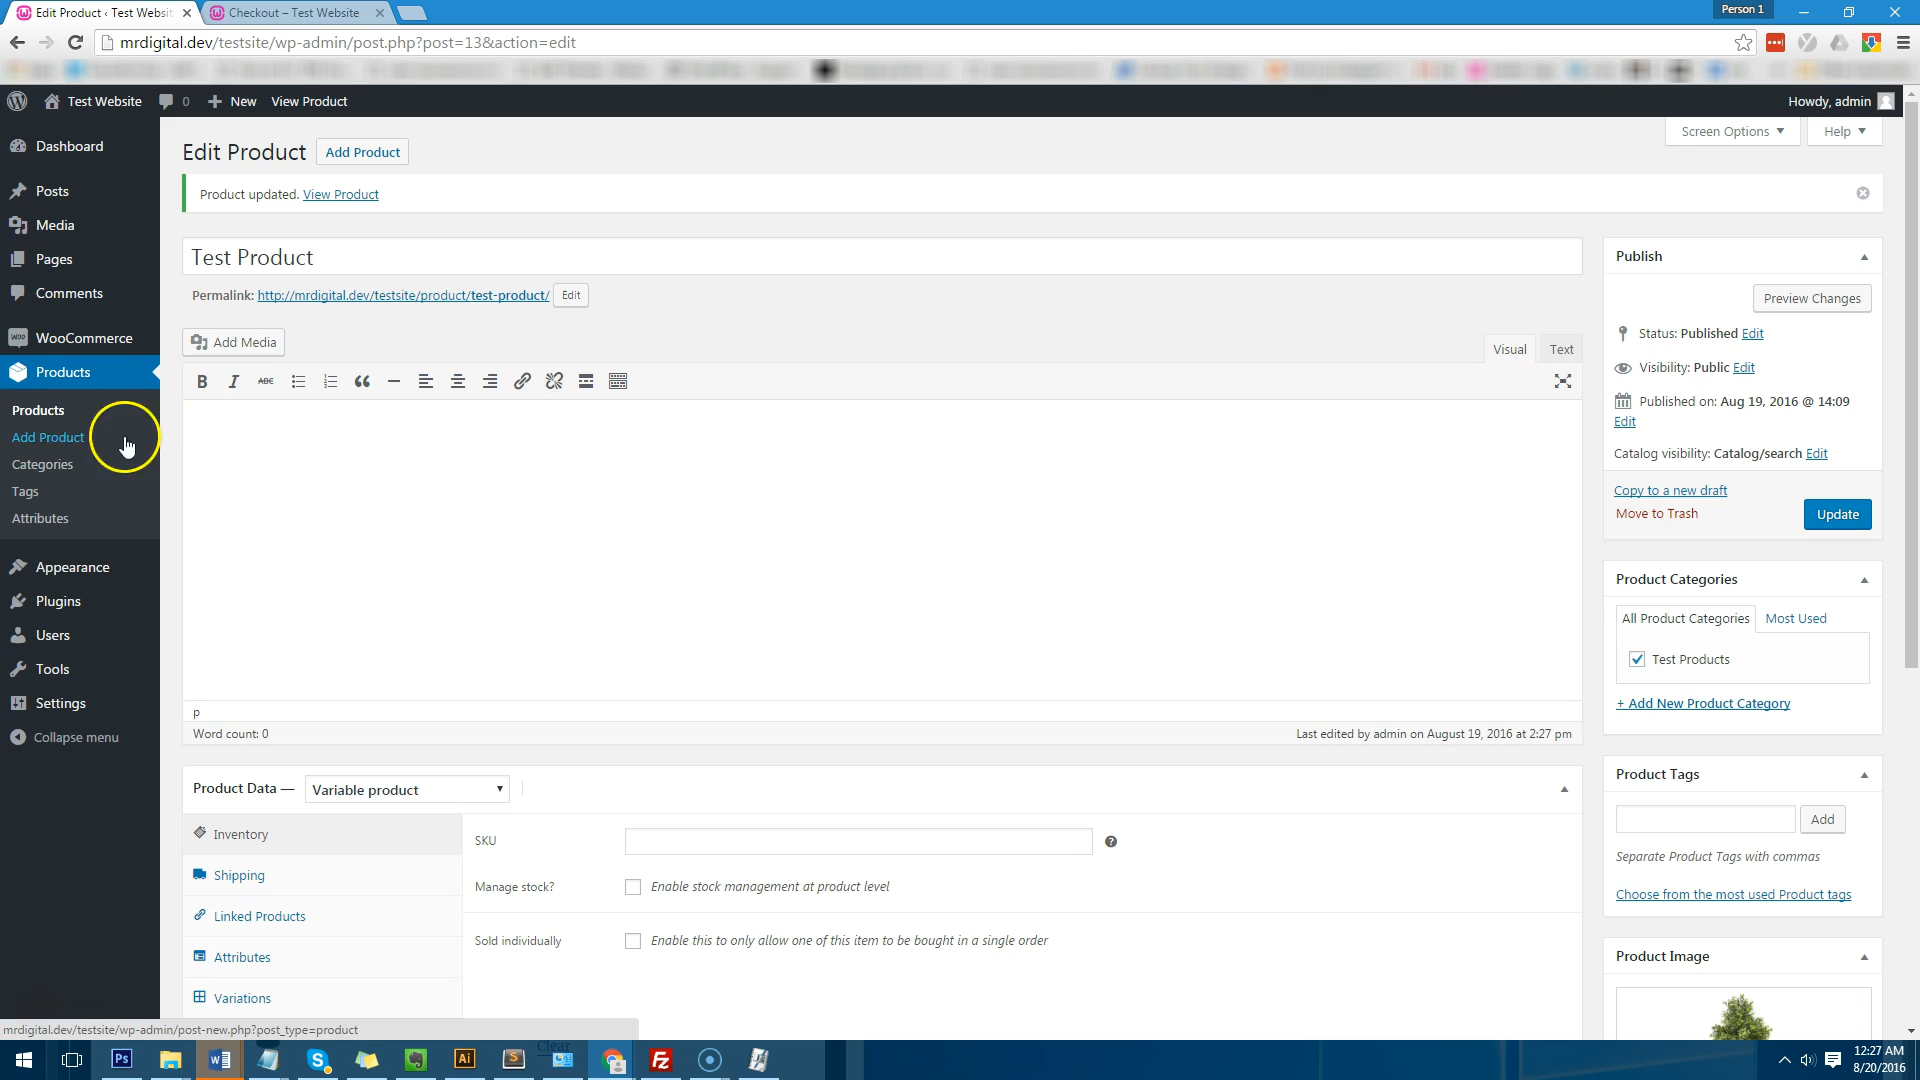 Edit Product ‹ Test Websit
Checkout – Test Website
Person 1
mrdigital.dev/testsite/wp-admin/post.php?post=13&action=edit
Test Website
0
New
View Product
Howdy, admin
Dashboard
Posts
Media
Pages
Comments
WooCommerce
Products
Products
Add Product
Categories
Tags
Attributes
Appearance
Plugins
Users
Tools
Settings
Collapse menu
Screen Options
Help
Edit Product
Add Product
Product updated. View Product
Test Product
Permalink: http://mrdigital.dev/testsite/product/test-product/
Edit
Add Media
Visual
Text
B
I
ABC
p
Word count: 0
Last edited by admin on August 19, 2016 at 2:27 pm
Product Data —
Variable product
Inventory
Shipping
Linked Products
Attributes
Variations
SKU
Manage stock?
Enable stock management at product level
Sold individually
Enable this to only allow one of this item to be bought in a single order
Publish
Preview Changes
Status: Published Edit
Visibility: Public Edit
Published on: Aug 19, 2016 @ 14:09
Edit
Catalog visibility: Catalog/search Edit
Copy to a new draft
Move to Trash
Update
Product Categories
All Product Categories
Most Used
Test Products
+ Add New Product Category
Product Tags
Add
Separate Product Tags with commas
Choose from the most used Product tags
Product Image
mrdigital.dev/testsite/wp-admin/post-new.php?post_type=product
Clear
Ps
Ai
S
Fz
12:27 AM
8/20/2016